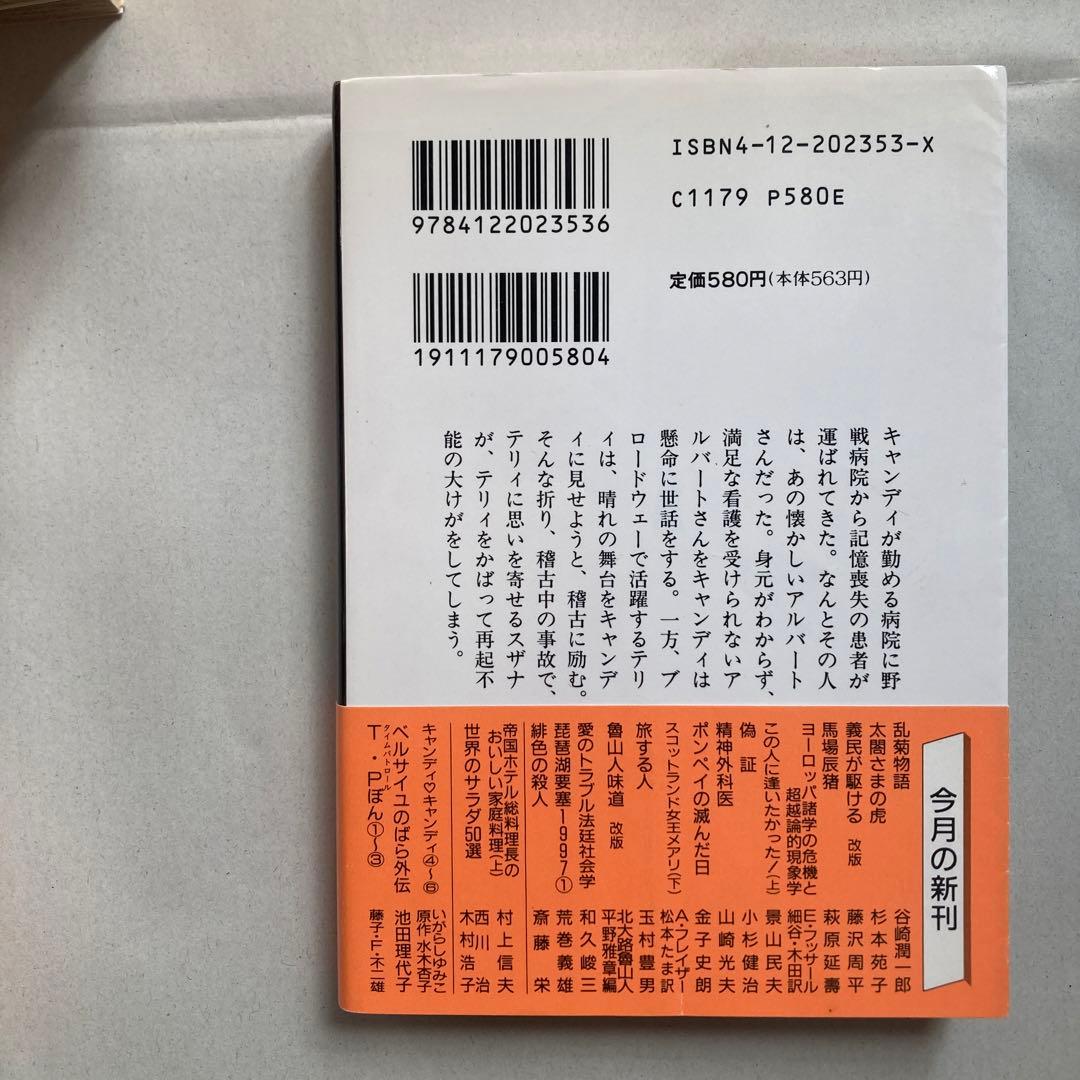 ISBN4-12-202353-X
C1179 P580E
9784122023536
定価580円(本体563円)
1911179005804
キャンディが勤める病院に野
戦病院から記憶喪失の患者が
運ばれてきた。なんとその人
は、あの懐かしいアルバート
さんだった。身元がわからず、
満足な看護を受けられないア
ルバートさんをキャンディは
懸命に世話をする。一方、ブ
ロードウェーで活躍するテリ
ィは、晴れの舞台をキャンデ
ィに見せようと、稽古に励む。
そんな折り、稽古中の事故で、
テリィに思いを寄せるスザナ
が、テリィをかばって再起不
能の大けがをしてしまう。
今月の新刊
乱菊物語 谷崎潤一郎
太閤さまの虎 杉本苑子
義民が駆ける 改版 藤沢周平
馬場辰猪 萩原延壽
ヨーロッパ諸学の危機と超越論的現象学 E・フッサール 細谷・木田訳
この人に逢いたかった!(上) 景山民夫
偽証 小杉健治
精神外科医 山崎光夫
ポンペイの滅んだ日 金子史朗
スコットランド女王メアリ(下) A・フレイザー 松本たま訳
旅する人 玉村豊男
魯山人味道 改版 北大路魯山人 平野雅章編
愛のトラブル法廷社会学 和久峻三
琵琶湖要塞1997① 荒巻義雄
緋色の殺人 斎藤栄
帝国ホテル総料理長のおいしい家庭料理(上) 村上信夫
世界のサラダ50選 西川治 木村浩子
キャンディ♡キャンディ④〜⑥ いがらしゆみこ 原作・水木杏子
ベルサイユのばら外伝 池田理代子
T・Pぼん①〜③ タイムパトロール 藤子・F・不二雄